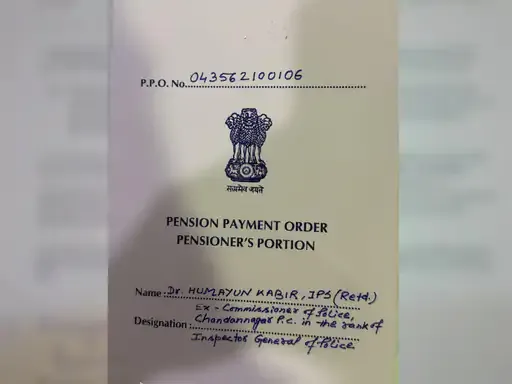 P.P.O. No. 043562100106
सत्यमेव जयते
PENSION PAYMENT ORDER
PENSIONER'S PORTION
Name : Dr. HUMAYUN KABIR, IPS (Retd.)
Ex - Commissioner of Police,
Designation : Chandannagar P.C. in the rank of
Inspector General of Police